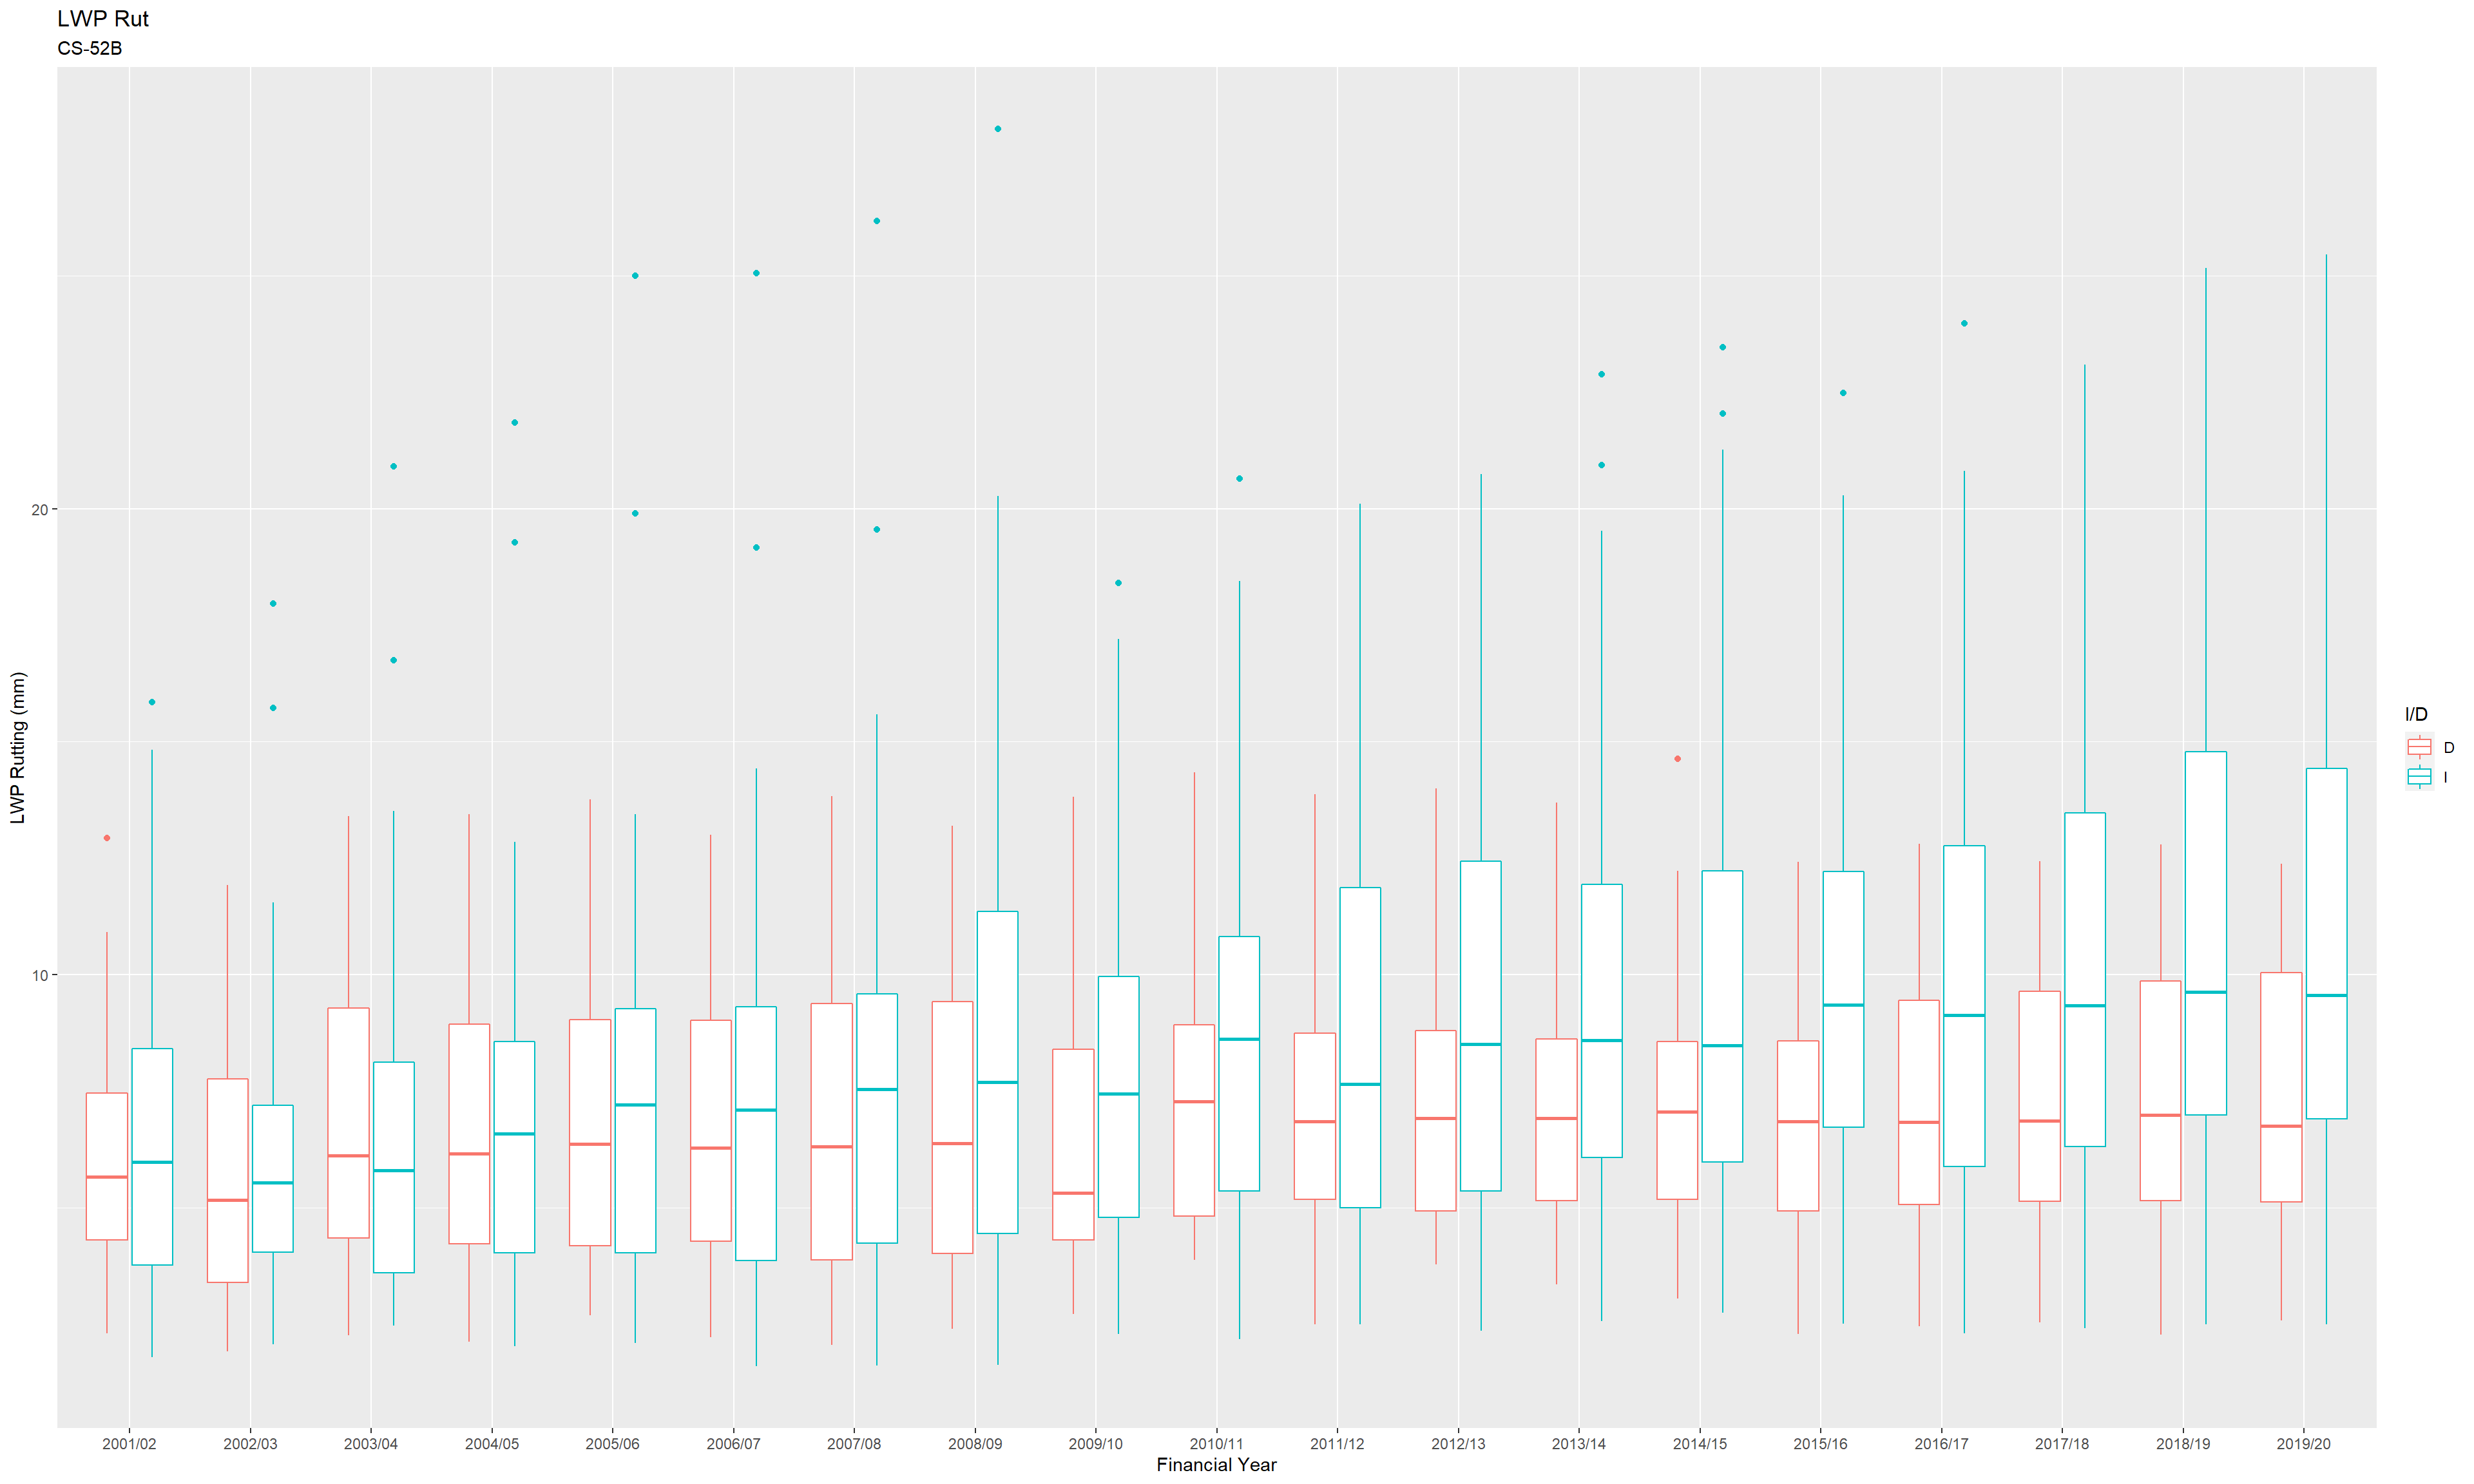 LWP Rut
CS-52B
LWP Rutting (mm)
20
10
2001/02 2002/03 2003/04 2004/05 2005/06 2006/07 2007/08 2008/09 2009/10 2010/11 2011/12 2012/13 2013/14 2014/15 2015/16 2016/17 2017/18 2018/19 2019/20
Financial Year
I/D
D
I